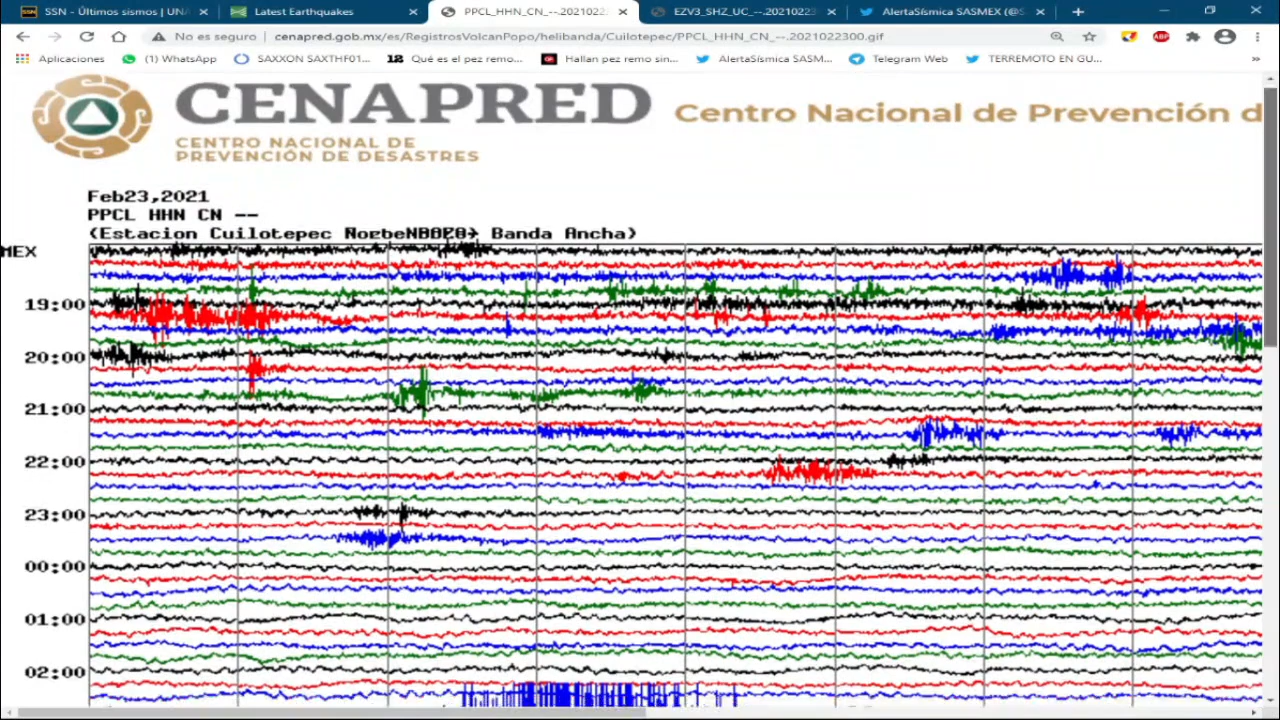 SSN - Últimos sismos | UNA
Latest Earthquakes
PPCL_HHN_CN_--.202102
EZV3_SHZ_UC_--.2021022
AlertaSísmica SASMEX (@S
No es seguro | cenapred.gob.mx/es/RegistrosVolcanPopo/helibanda/Cuilotepec/PPCL_HHN_CN_--.2021022300.gif
Aplicaciones
(1) WhatsApp
SAXXON SAXTHF01...
12 Qué es el pez remo...
Hallan pez remo sin...
AlertaSísmica SASM...
Telegram Web
TERREMOTO EN GU...
CENAPRED
CENTRO NACIONAL DE
PREVENCIÓN DE DESASTRES
Centro Nacional de Prevención d
Feb23,2021
PPCL HHN CN --
(Estacion Cuilotepec Banda Ancha)
MEX
19:00
20:00
21:00
22:00
23:00
00:00
01:00
02:00